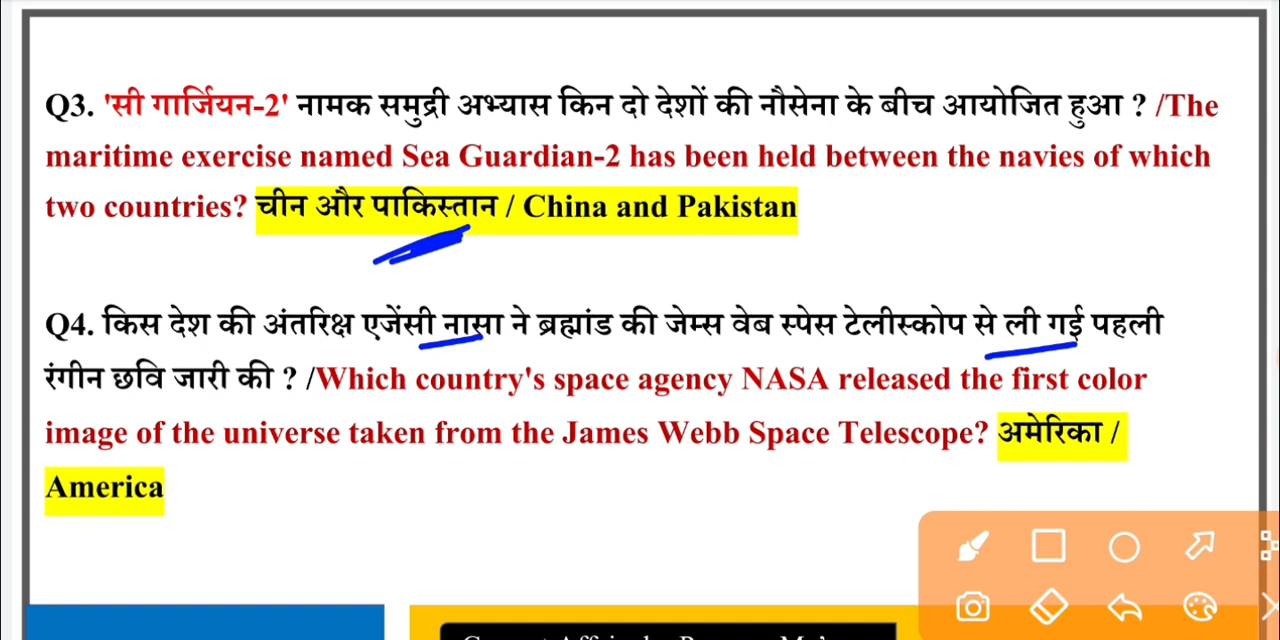 Q3. 'सी गार्जियन-2' नामक समुद्री अभ्यास किन दो देशों की नौसेना के बीच आयोजित हुआ ? /The
maritime exercise named Sea Guardian-2 has been held between the navies of which
two countries? चीन और पाकिस्तान / China and Pakistan
Q4. किस देश की अंतरिक्ष एजेंसी नासा ने ब्रह्मांड की जेम्स वेब स्पेस टेलीस्कोप से ली गई पहली
रंगीन छवि जारी की ? /Which country's space agency NASA released the first color
image of the universe taken from the James Webb Space Telescope? अमेरिका /
America